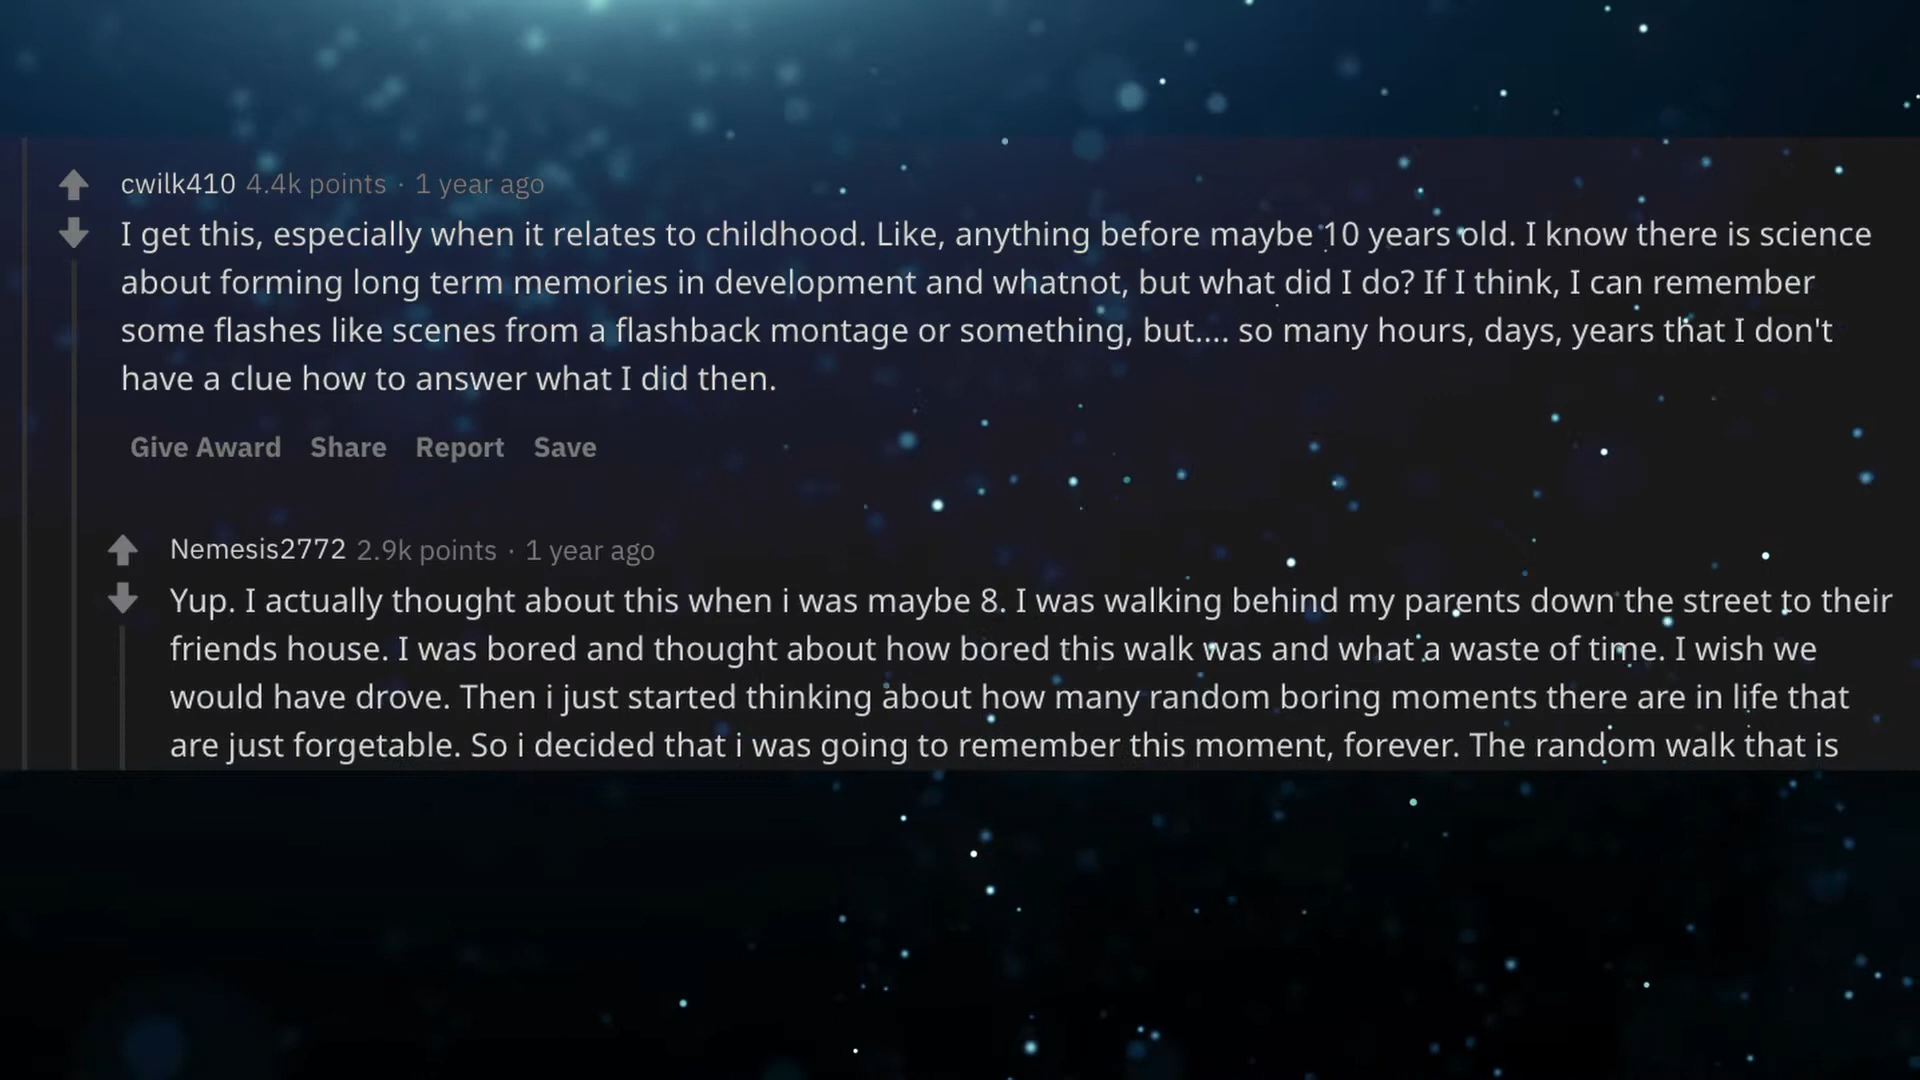 cwilk410 4.4k points · 1 year ago
I get this, especially when it relates to childhood. Like, anything before maybe 10 years old. I know there is science
about forming long term memories in development and whatnot, but what did I do? If I think, I can remember
some flashes like scenes from a flashback montage or something, but.... so many hours, days, years that I don't
have a clue how to answer what I did then.
Give Award Share Report Save
Nemesis2772 2.9k points · 1 year ago
Yup. I actually thought about this when i was maybe 8. I was walking behind my parents down the street to their
friends house. I was bored and thought about how bored this walk was and what a waste of time. I wish we
would have drove. Then i just started thinking about how many random boring moments there are in life that
are just forgetable. So i decided that i was going to remember this moment, forever. The random walk that is